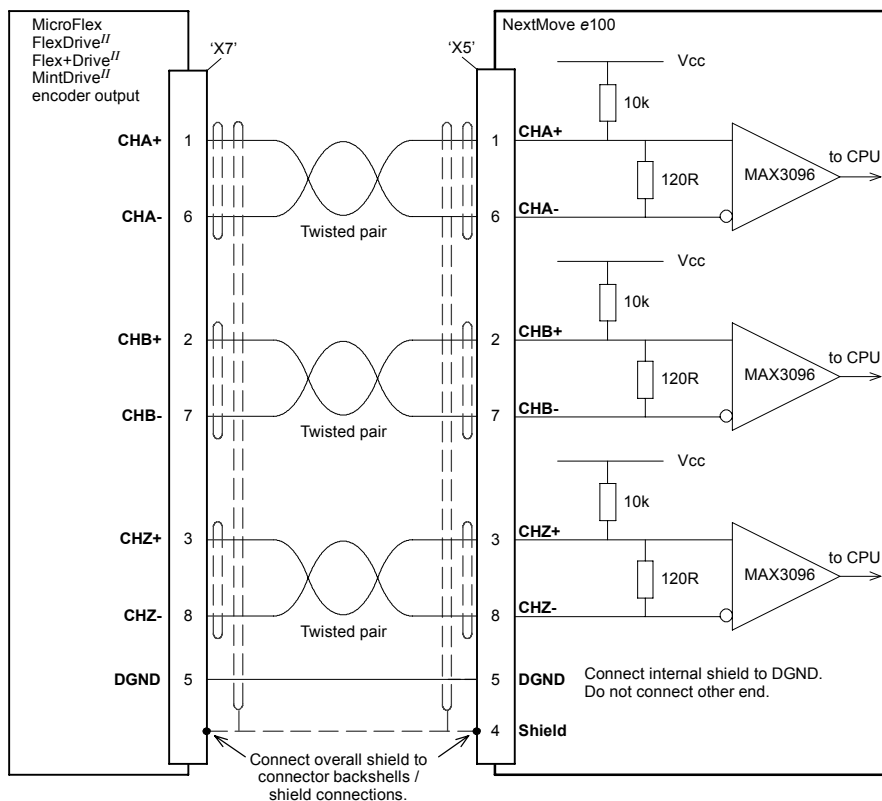 MicroFlex
FlexDrive II
Flex+Drive II
MintDrive II
encoder output
'X7'
'X5'
NextMove e100
Vcc
10k
CHA+
1
1
CHA+
to CPU
120R
MAX3096
CHA-
6
6
CHA-
Twisted pair
Vcc
10k
CHB+
2
2
CHB+
to CPU
120R
MAX3096
CHB-
7
7
CHB-
Twisted pair
Vcc
10k
CHZ+
3
3
CHZ+
to CPU
120R
MAX3096
CHZ-
8
8
CHZ-
Twisted pair
DGND
5
5
DGND
Connect internal shield to DGND.
Do not connect other end.
4
Shield
Connect overall shield to
connector backshells /
shield connections.